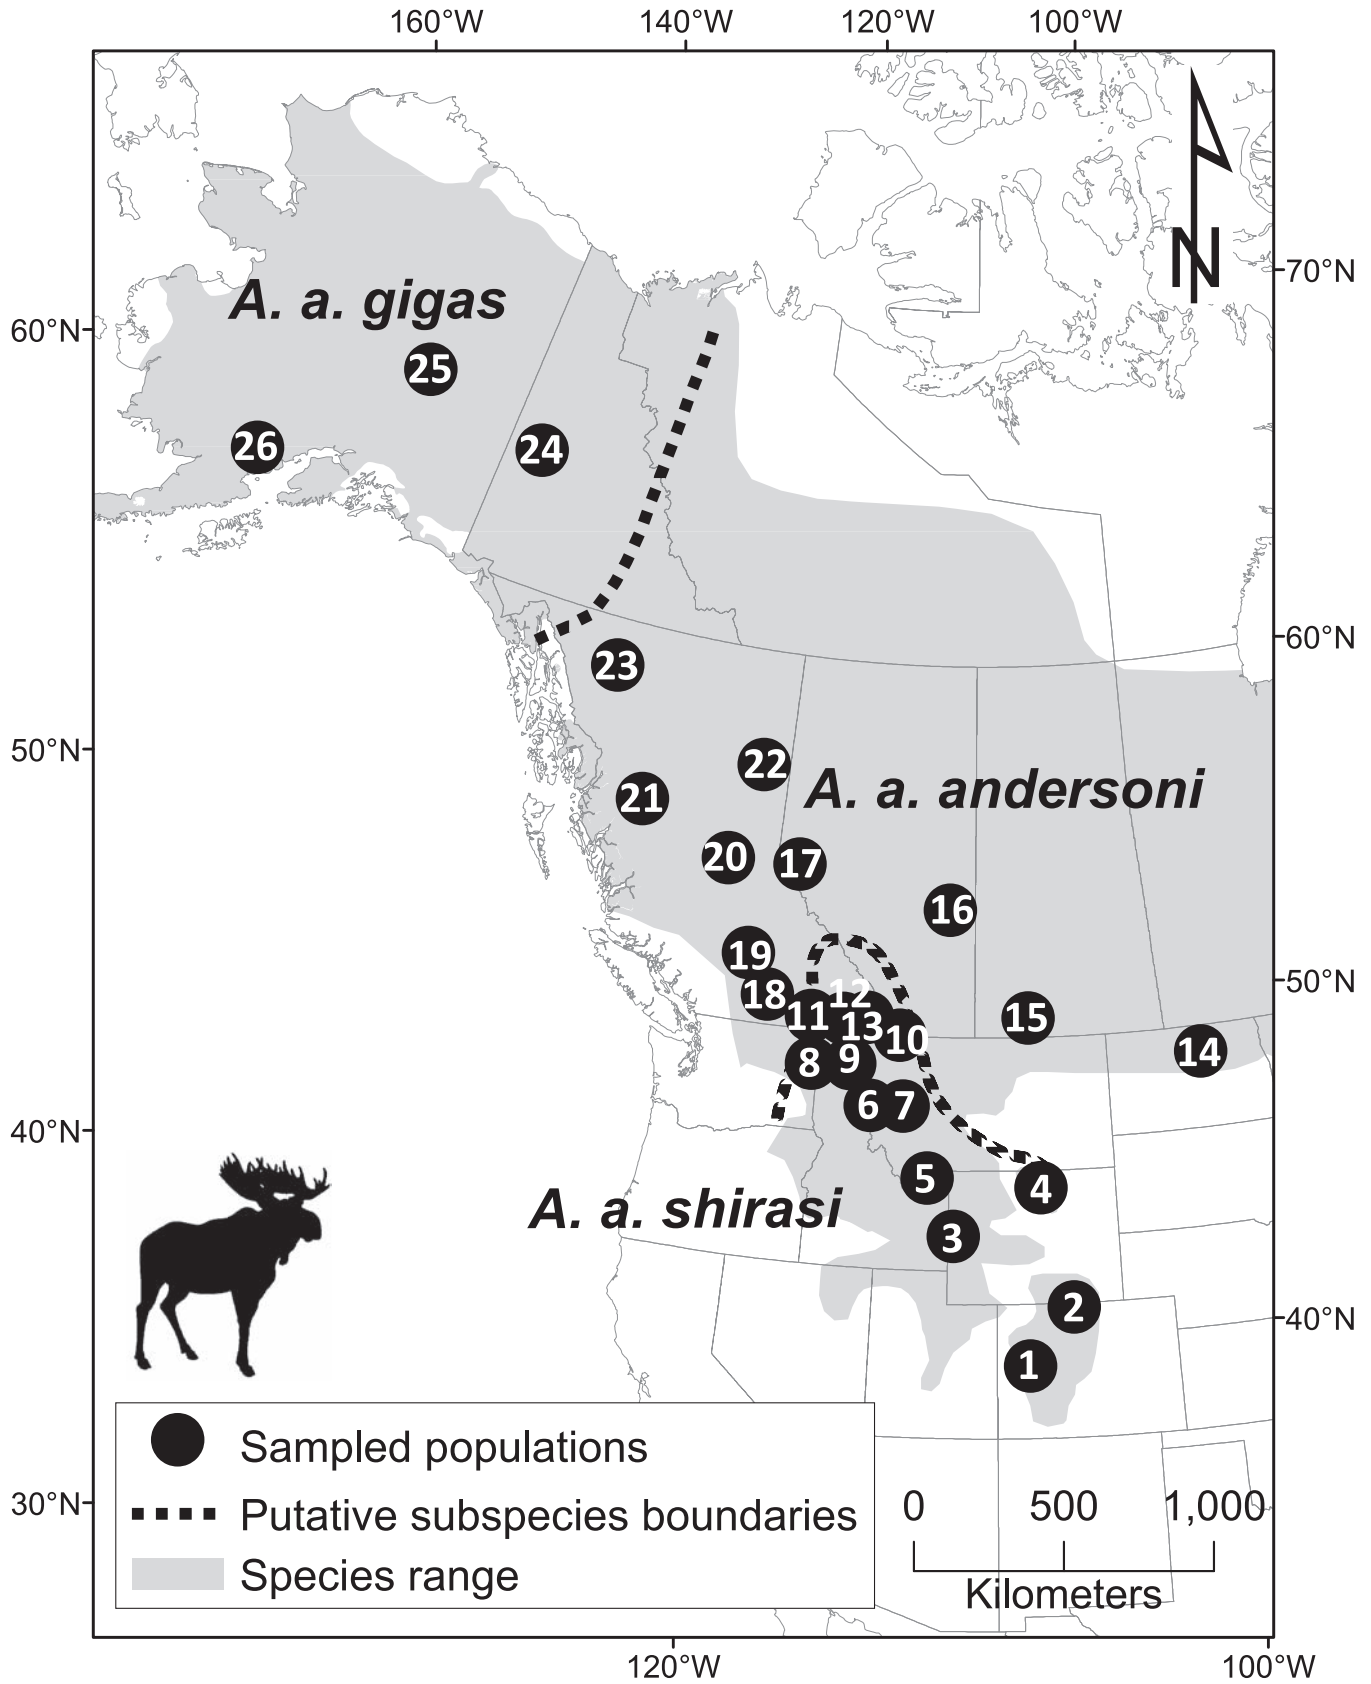 160°W 140°W 120°W 100°W
70°N
N
A. a. gigas
60°N
25
26
24
60°N
23
50°N
22
A. a. andersoni
21
20
17
16
19
50°N
18
12
11
13
15
10
14
8
9
6
7
40°N
5
4
A. a. shirasi
3
2
40°N
1
Sampled populations
30°N
Putative subspecies boundaries
0 500 1,000
Species range
Kilometers
120°W 100°W